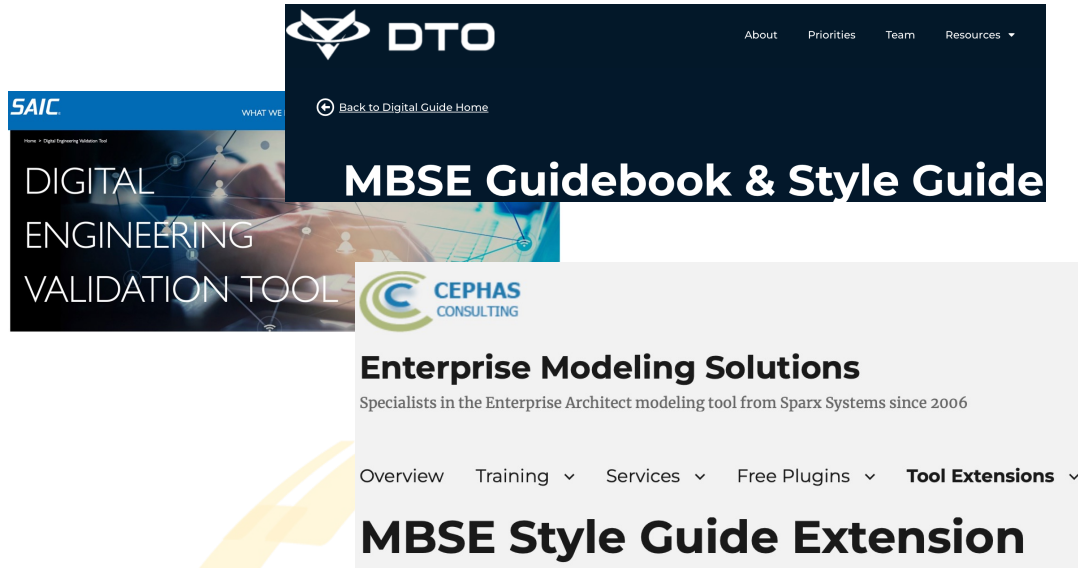 DTO
About Priorities Team Resources
Back to Digital Guide Home
MBSE Guidebook & Style Guide
SAIC
WHAT WE
Home > Digital Engineering Validation Tool
DIGITAL
ENGINEERING
VALIDATION TOOL
CEPHAS
CONSULTING
Enterprise Modeling Solutions
Specialists in the Enterprise Architect modeling tool from Sparx Systems since 2006
Overview Training Services Free Plugins Tool Extensions
MBSE Style Guide Extension